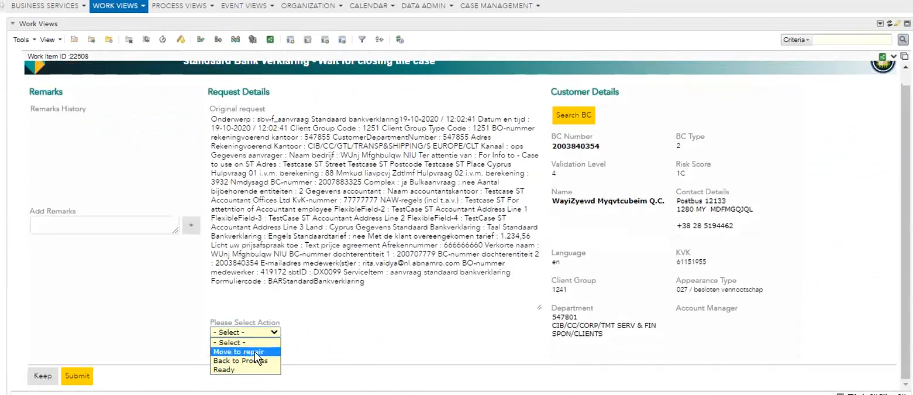 BUSINESS SERVICES WORK VIEWS PROCESS VIEWS EVENT VIEWS ORGANIZATION CALENDAR DATA ADMIN CASE MANAGEMENT
Work Views
Tools View Criteria
Work Item ID :22509
Standaard Bank Verklaring - Wait for closing the case
Remarks
Remarks History
Add Remarks
+
Request Details
Original request
Onderwerp : sbvf_aanvraag Standaard bankverklaring19-10-2020 / 12:02:41 Datum en tijd :
19-10-2020 / 12:02:41 Client Group Code : 1251 Client Group Type Code : 1251 BO-nummer
rekeningvoerend kantoor : 547855 CustomerDepartmentNumber : 547855 Adres
Rekeningvoerend Kantoor : CIB/CC/GTL/TRANSP&SHIPPING/S EUROPE/CLT Kanaal : ops
Gegevens aanvrager : Naam bedrijf : WUnj Mfghbulqw NIU Ter attentie van : For Info to - Case
to use on ST Adres : Testcase ST Street Testcase ST Postcode Testcase ST Place Cyprus
Hulpvraag 01 i.v.m. berekening : 88 Mmkud liavpcvj Zdtlmf Hulpvraag 02 i.v.m. berekening :
3932 Nmdysagd BC-nummer : 2007883325 Complex : ja Bulkaanvraag : nee Aantal
bijbehorende entiteiten : 2 Gegevens accountant : Naam accountantskantoor : Testcase ST
Accountant Offices Ltd KvK-nummer : 77777777 NAW-regels (incl t.a.v.) : Testcase ST For
attention of Accountant employee FlexibleField-2 : TestCase ST Accountant Address Line 1
FlexibleField-3 : TestCase ST Accountant Address Line 2 FlexibleField-4 : TestCase ST
Accountant Address Line 3 Land : Cyprus Gegevens Standaard Bankverklaring : Taal Standaard
Bankverklaring : Engels Standaardtarief : nee Met de klant overeengekomen tarief : 1.234,56
Licht uw prijsafspraak toe : Text prijce agreement Afrekennummer : 666666660 Verkorte naam :
WUnj Mfghbulqw NIU BC-nummer dochterentiteit 1 : 200707779 BC-nummer dochterentiteit 2
: 2003840354 E-mailadres medewerk(st)er : rita.vaidya@nl.abnamro.com BO-nummer
medewerker : 419172 sbtID : DX0099 ServiceItem : aanvraag standaard bankverklaring
Formuliercode : BARStandardBankverklaring
Please Select Action
- Select -
- Select -
Move to repair
Back to Process
Ready
Customer Details
Search BC
BC Number BC Type
2003840354 2
Validation Level Risk Score
4 1C
Name Contact Details
WayiZyevd Myqvtcubeim Q.C. Postbus 12133
1280 MY MDFMGQJQL
+38 28 5194462
Language KVK
en 61151955
Client Group Appearance Type
1241 027 / besloten vennootschap
Department Account Manager
547801
CIB/CC/CORP/TMT SERV & FIN
SPON/CLIENTS
Keep Submit